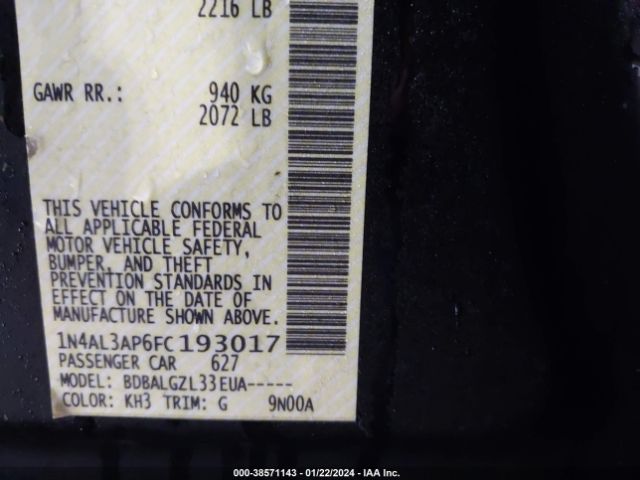 2216 LB
GAWR RR.: 940 KG
2072 LB
THIS VEHICLE CONFORMS TO
ALL APPLICABLE FEDERAL
MOTOR VEHICLE SAFETY,
BUMPER, AND THEFT
PREVENTION STANDARDS IN
EFFECT ON THE DATE OF
MANUFACTURE SHOWN ABOVE.
1N4AL3AP6FC193017
PASSENGER CAR 627
MODEL: BDBALGZL33EUA-----
COLOR: KH3 TRIM: G 9N00A
000-38571143 - 01/22/2024 - IAA Inc.